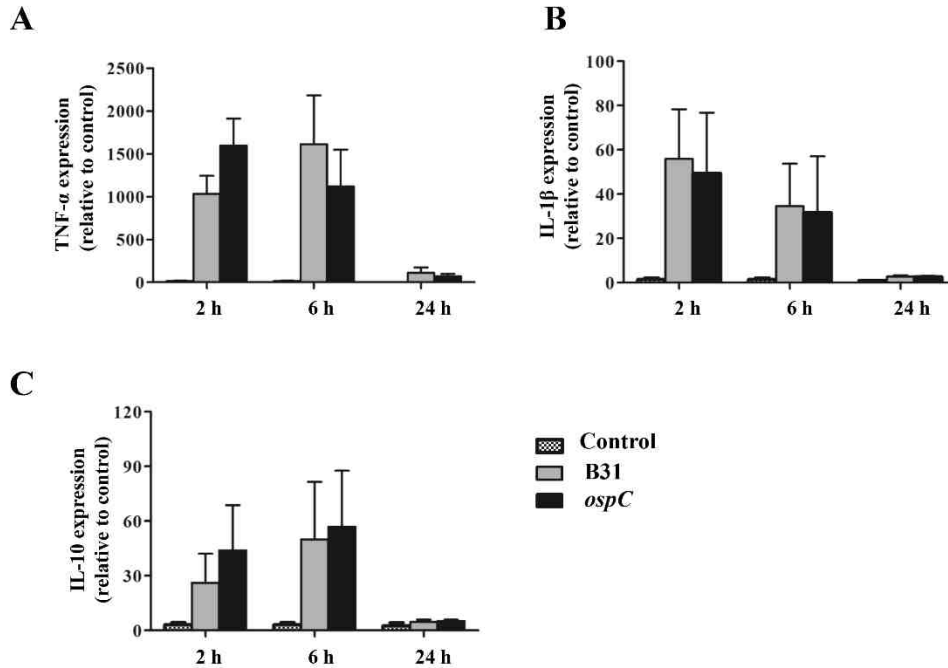 A
TNF-α expression
(relative to control)
2500
2000
1500
1000
500
0
2 h
6 h
24 h
B
IL-1β expression
(relative to control)
100
80
60
40
20
0
2 h
6 h
24 h
C
IL-10 expression
(relative to control)
120
90
60
30
0
2 h
6 h
24 h
Control
B31
ospC